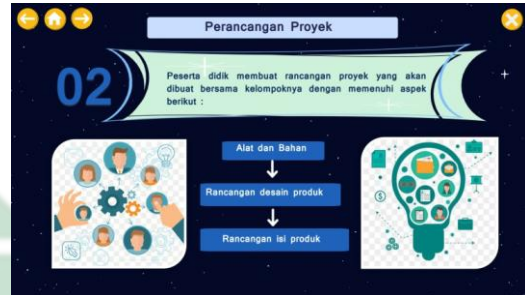 Perancangan Proyek
02
Peserta didik membuat rancangan proyek yang akan
dibuat bersama kelompoknya dengan memenuhi aspek
berikut :
Alat dan Bahan
Rancangan desain produk
Rancangan isi produk